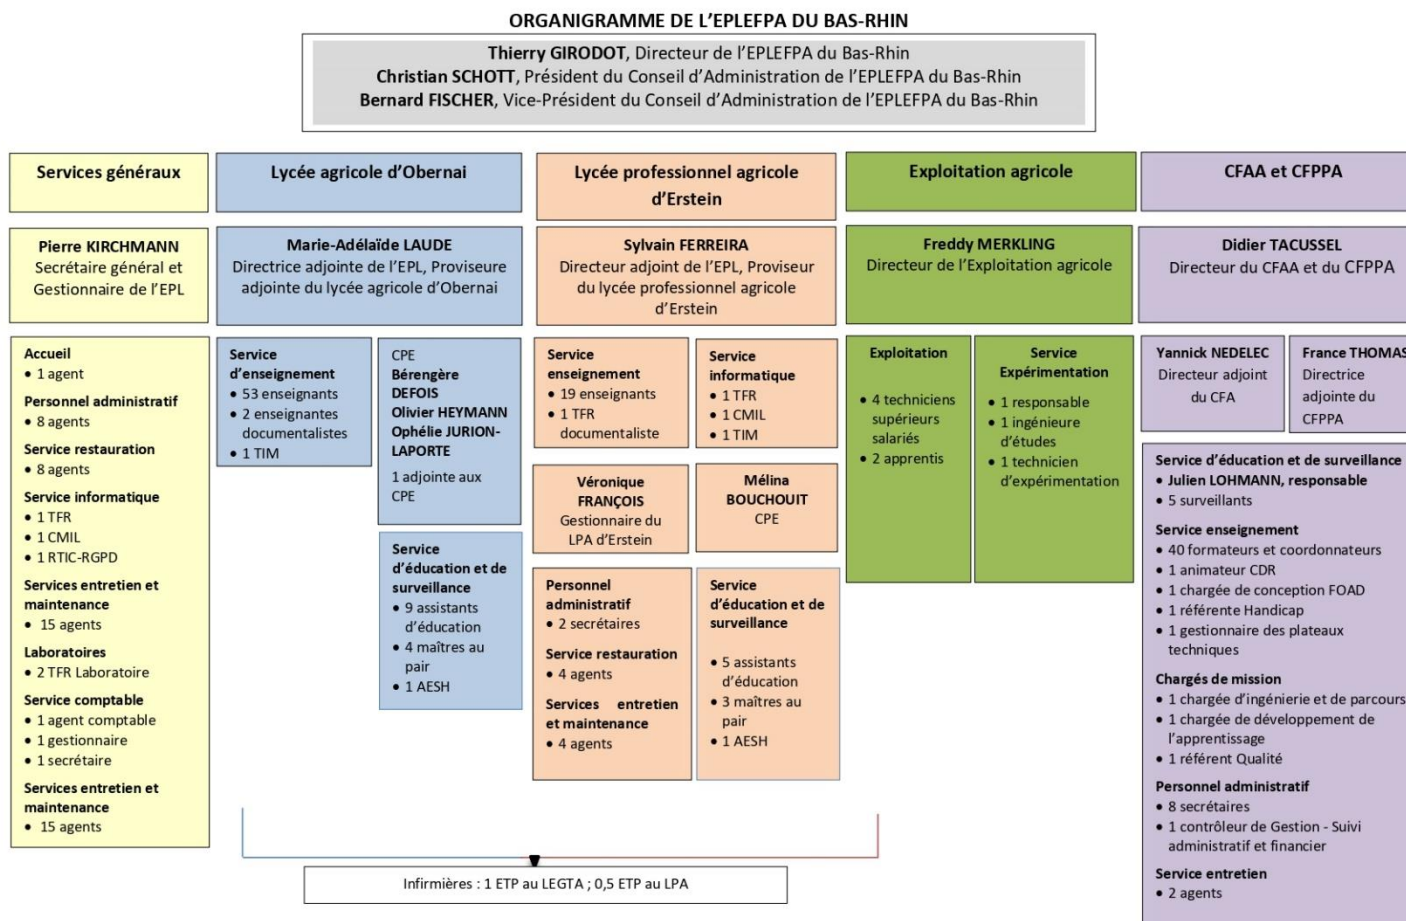 ORGANIGRAMME DE L'EPLEFPA DU BAS-RHIN
Thierry GIRODOT, Directeur de l'EPLEFPA du Bas-Rhin
Christian SCHOTT, Président du Conseil d'Administration de l'EPLEFPA du Bas-Rhin
Bernard FISCHER, Vice-Président du Conseil d'Administration de l'EPLEFPA du Bas-Rhin
Services généraux
Pierre KIRCHMANN
Secrétaire général et
Gestionnaire de l'EPL
Accueil
• 1 agent
Personnel administratif
• 8 agents
Service restauration
• 8 agents
Service informatique
• 1 TFR
• 1 CMIL
• 1 RTIC-RGPD
Services entretien et
maintenance
• 15 agents
Laboratoires
• 2 TFR Laboratoire
Service comptable
• 1 agent comptable
• 1 gestionnaire
• 1 secrétaire
Services entretien et
maintenance
• 15 agents
Lycée agricole d'Obernai
Marie-Adélaïde LAUDE
Directrice adjointe de l'EPL, Proviseure
adjointe du lycée agricole d'Obernai
Service
d'enseignement
• 53 enseignants
• 2 enseignantes
documentalistes
• 1 TIM
CPE
Bérengère
DEFOIS
Olivier HEYMANN
Ophélie JURION-
LAPORTE
1 adjointe aux
CPE
Service
d'éducation et de
surveillance
• 9 assistants
d'éducation
• 4 maîtres au
pair
• 1 AESH
Lycée professionnel agricole
d'Erstein
Sylvain FERREIRA
Directeur adjoint de l'EPL, Proviseur
du lycée professionnel agricole
d'Erstein
Service
enseignement
• 19 enseignants
• 1 TFR
documentaliste
Service
informatique
• 1 TFR
• 1 CMIL
• 1 TIM
Véronique
FRANÇOIS
Gestionnaire du
LPA d'Erstein
Mélina
BOUCHOUIT
CPE
Personnel
administratif
• 2 secrétaires
Service restauration
• 4 agents
Services entretien
et maintenance
• 4 agents
Service
d'éducation et de
surveillance
• 5 assistants
d'éducation
• 3 maîtres au
pair
• 1 AESH
Exploitation agricole
Freddy MERKLING
Directeur de l'Exploitation agricole
Exploitation
• 4 techniciens
supérieurs
salariés
• 2 apprentis
Service
Expérimentation
• 1 responsable
• 1 ingénieure
d'études
• 1 technicien
d'expérimentation
CFAA et CFPPA
Didier TACUSSEL
Directeur du CFAA et du CFPPA
Yannick NEDELEC
Directeur adjoint
du CFA
France THOMAS
Directrice
adjointe du
CFPPA
Service d'éducation et de surveillance
• Julien LOHMANN, responsable
• 5 surveillants
Service enseignement
• 40 formateurs et coordonnateurs
• 1 animateur CDR
• 1 chargée de conception FOAD
• 1 référente Handicap
• 1 gestionnaire des plateaux
techniques
Chargés de mission
• 1 chargée d'ingénierie et de parcours
• 1 chargée de développement de
l'apprentissage
• 1 référent Qualité
Personnel administratif
• 8 secrétaires
• 1 contrôleur de Gestion - Suivi
administratif et financier
Service entretien
• 2 agents
Infirmières : 1 ETP au LEGTA ; 0,5 ETP au LPA